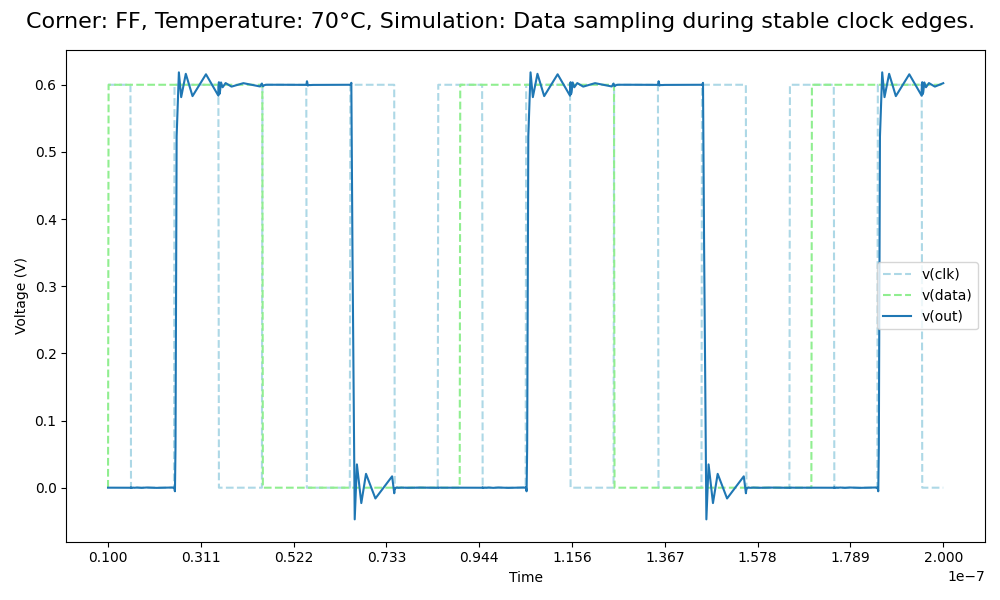 Corner: FF, Temperature: 70°C, Simulation: Data sampling during stable clock edges.
0.6
0.5
0.4
0.3
0.2
0.1
0.0
Voltage (V)
v(clk)
v(data)
v(out)
0.100 0.311 0.522 0.733 0.944 1.156 1.367 1.578 1.789 2.000
Time
1e−7